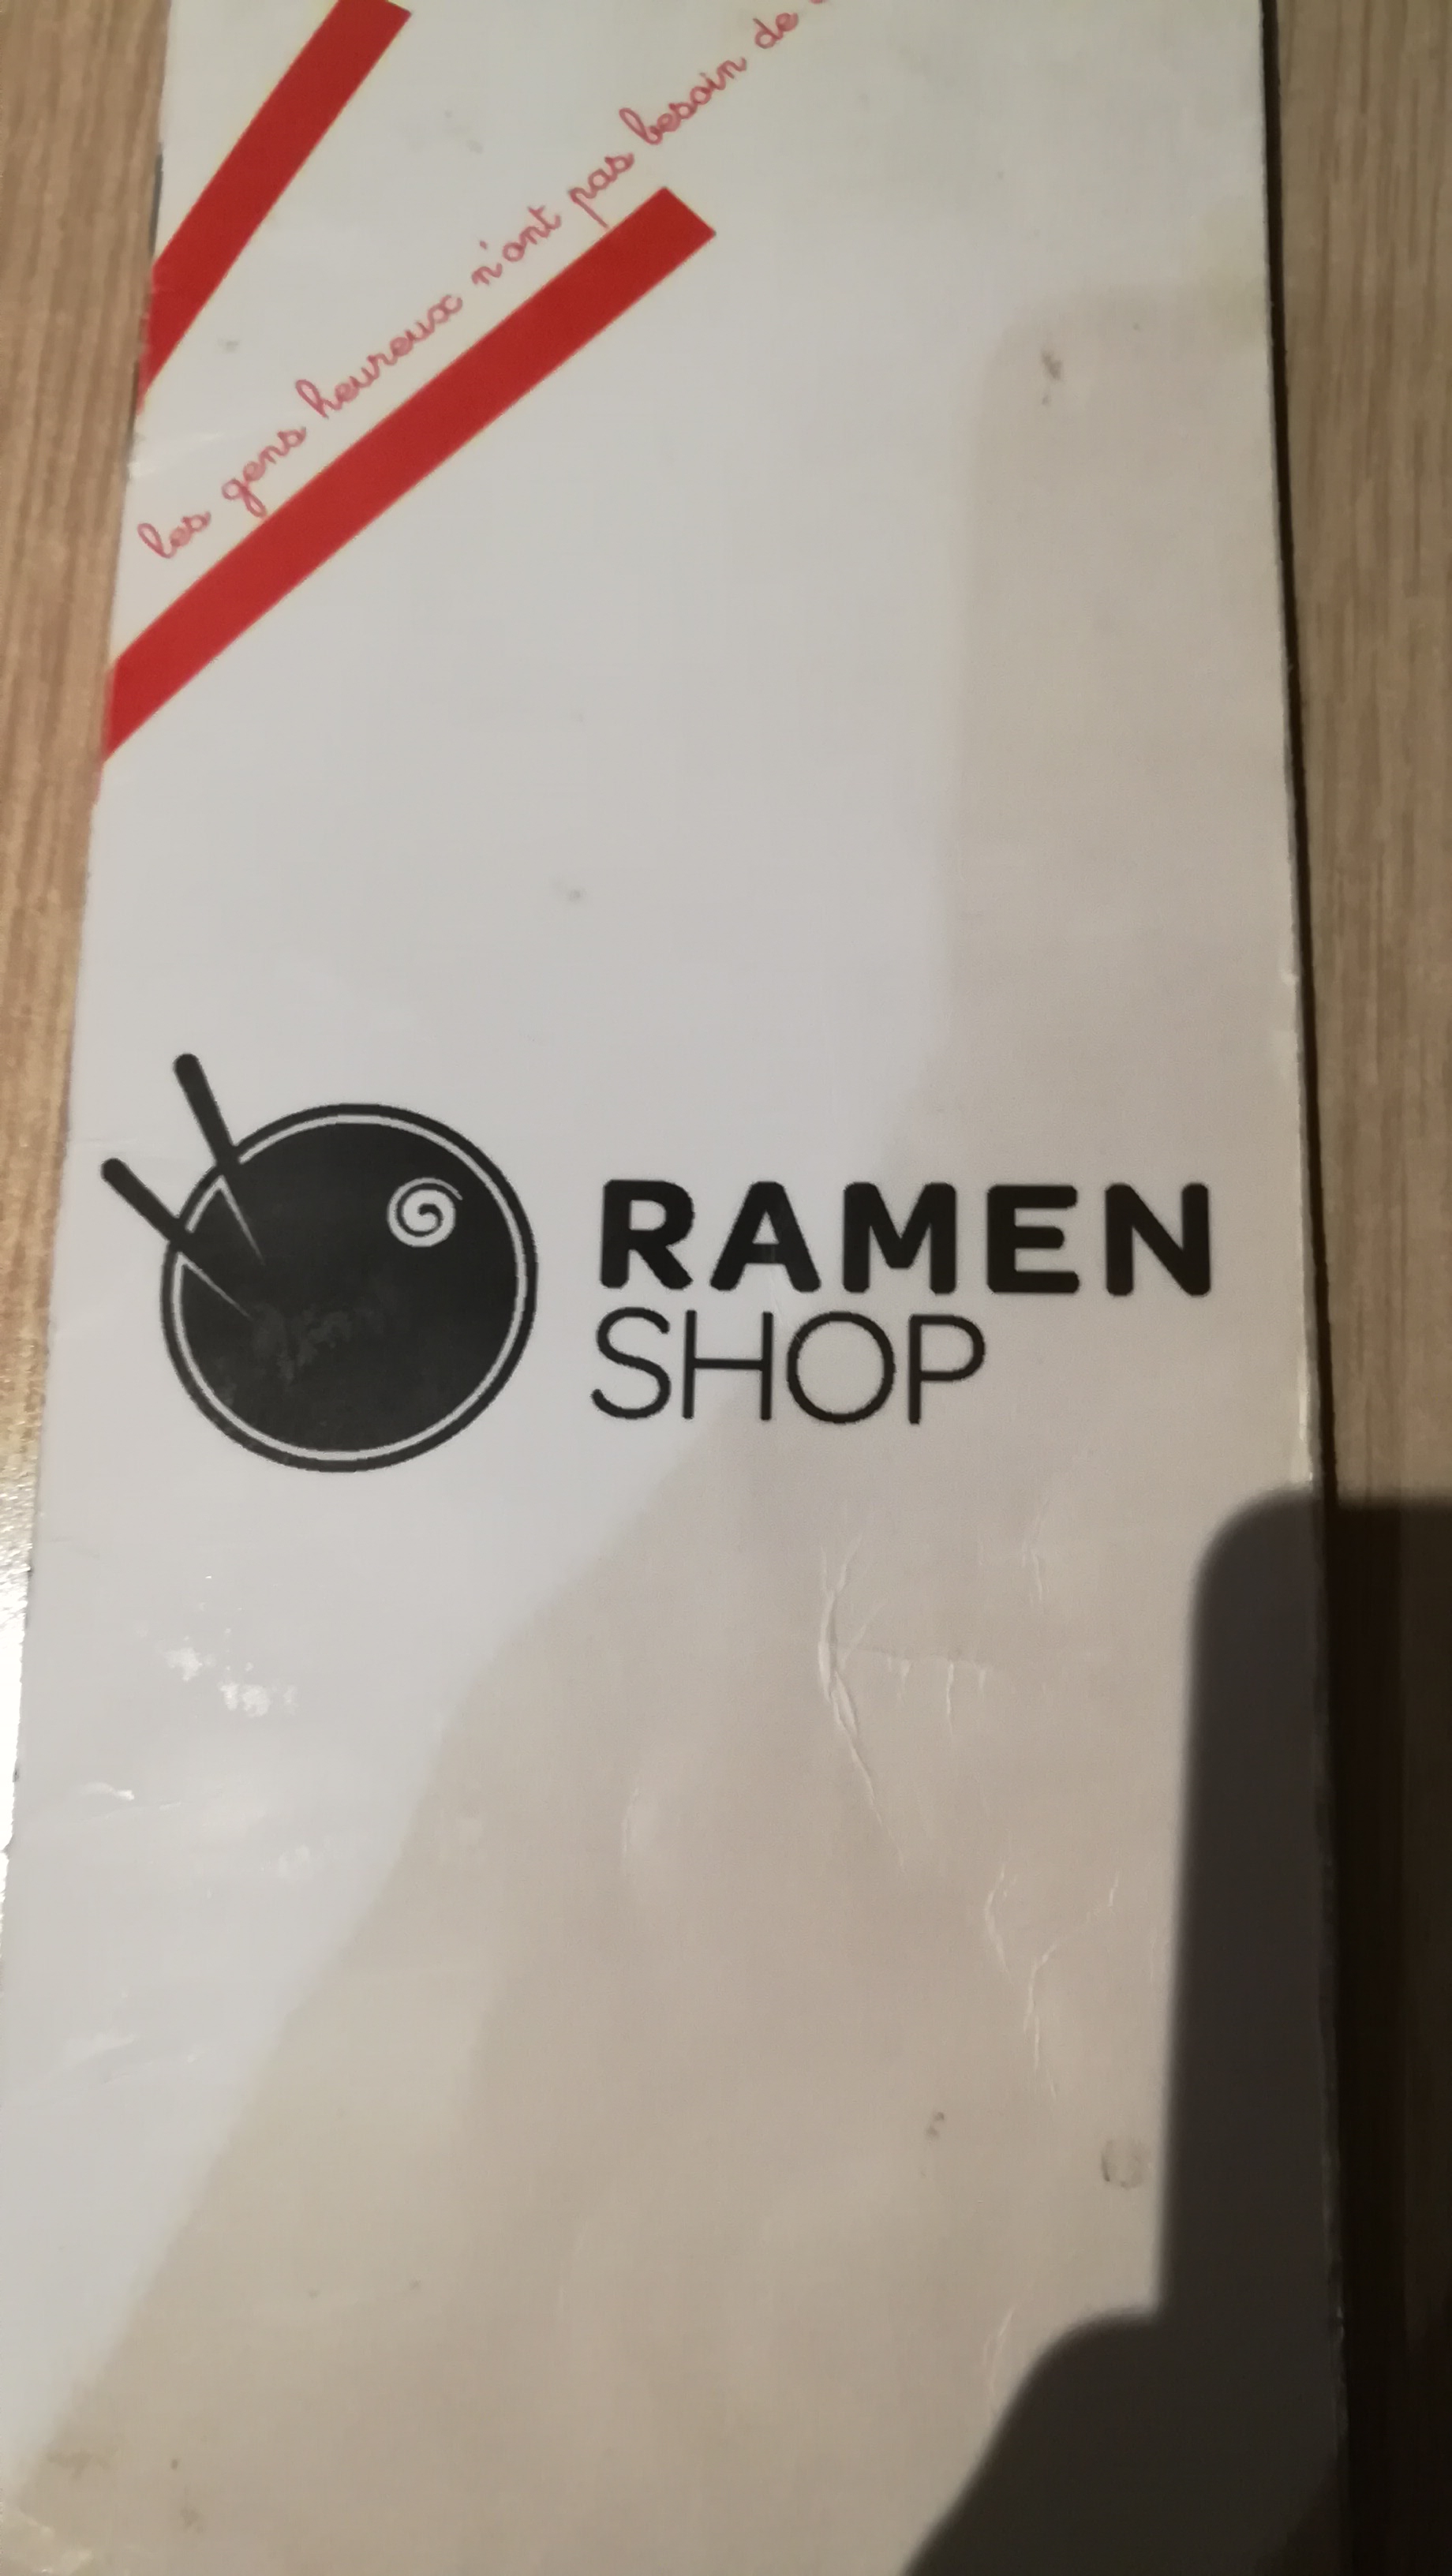 les gens heureux n'ont pas besoin de
RAMEN
SHOP